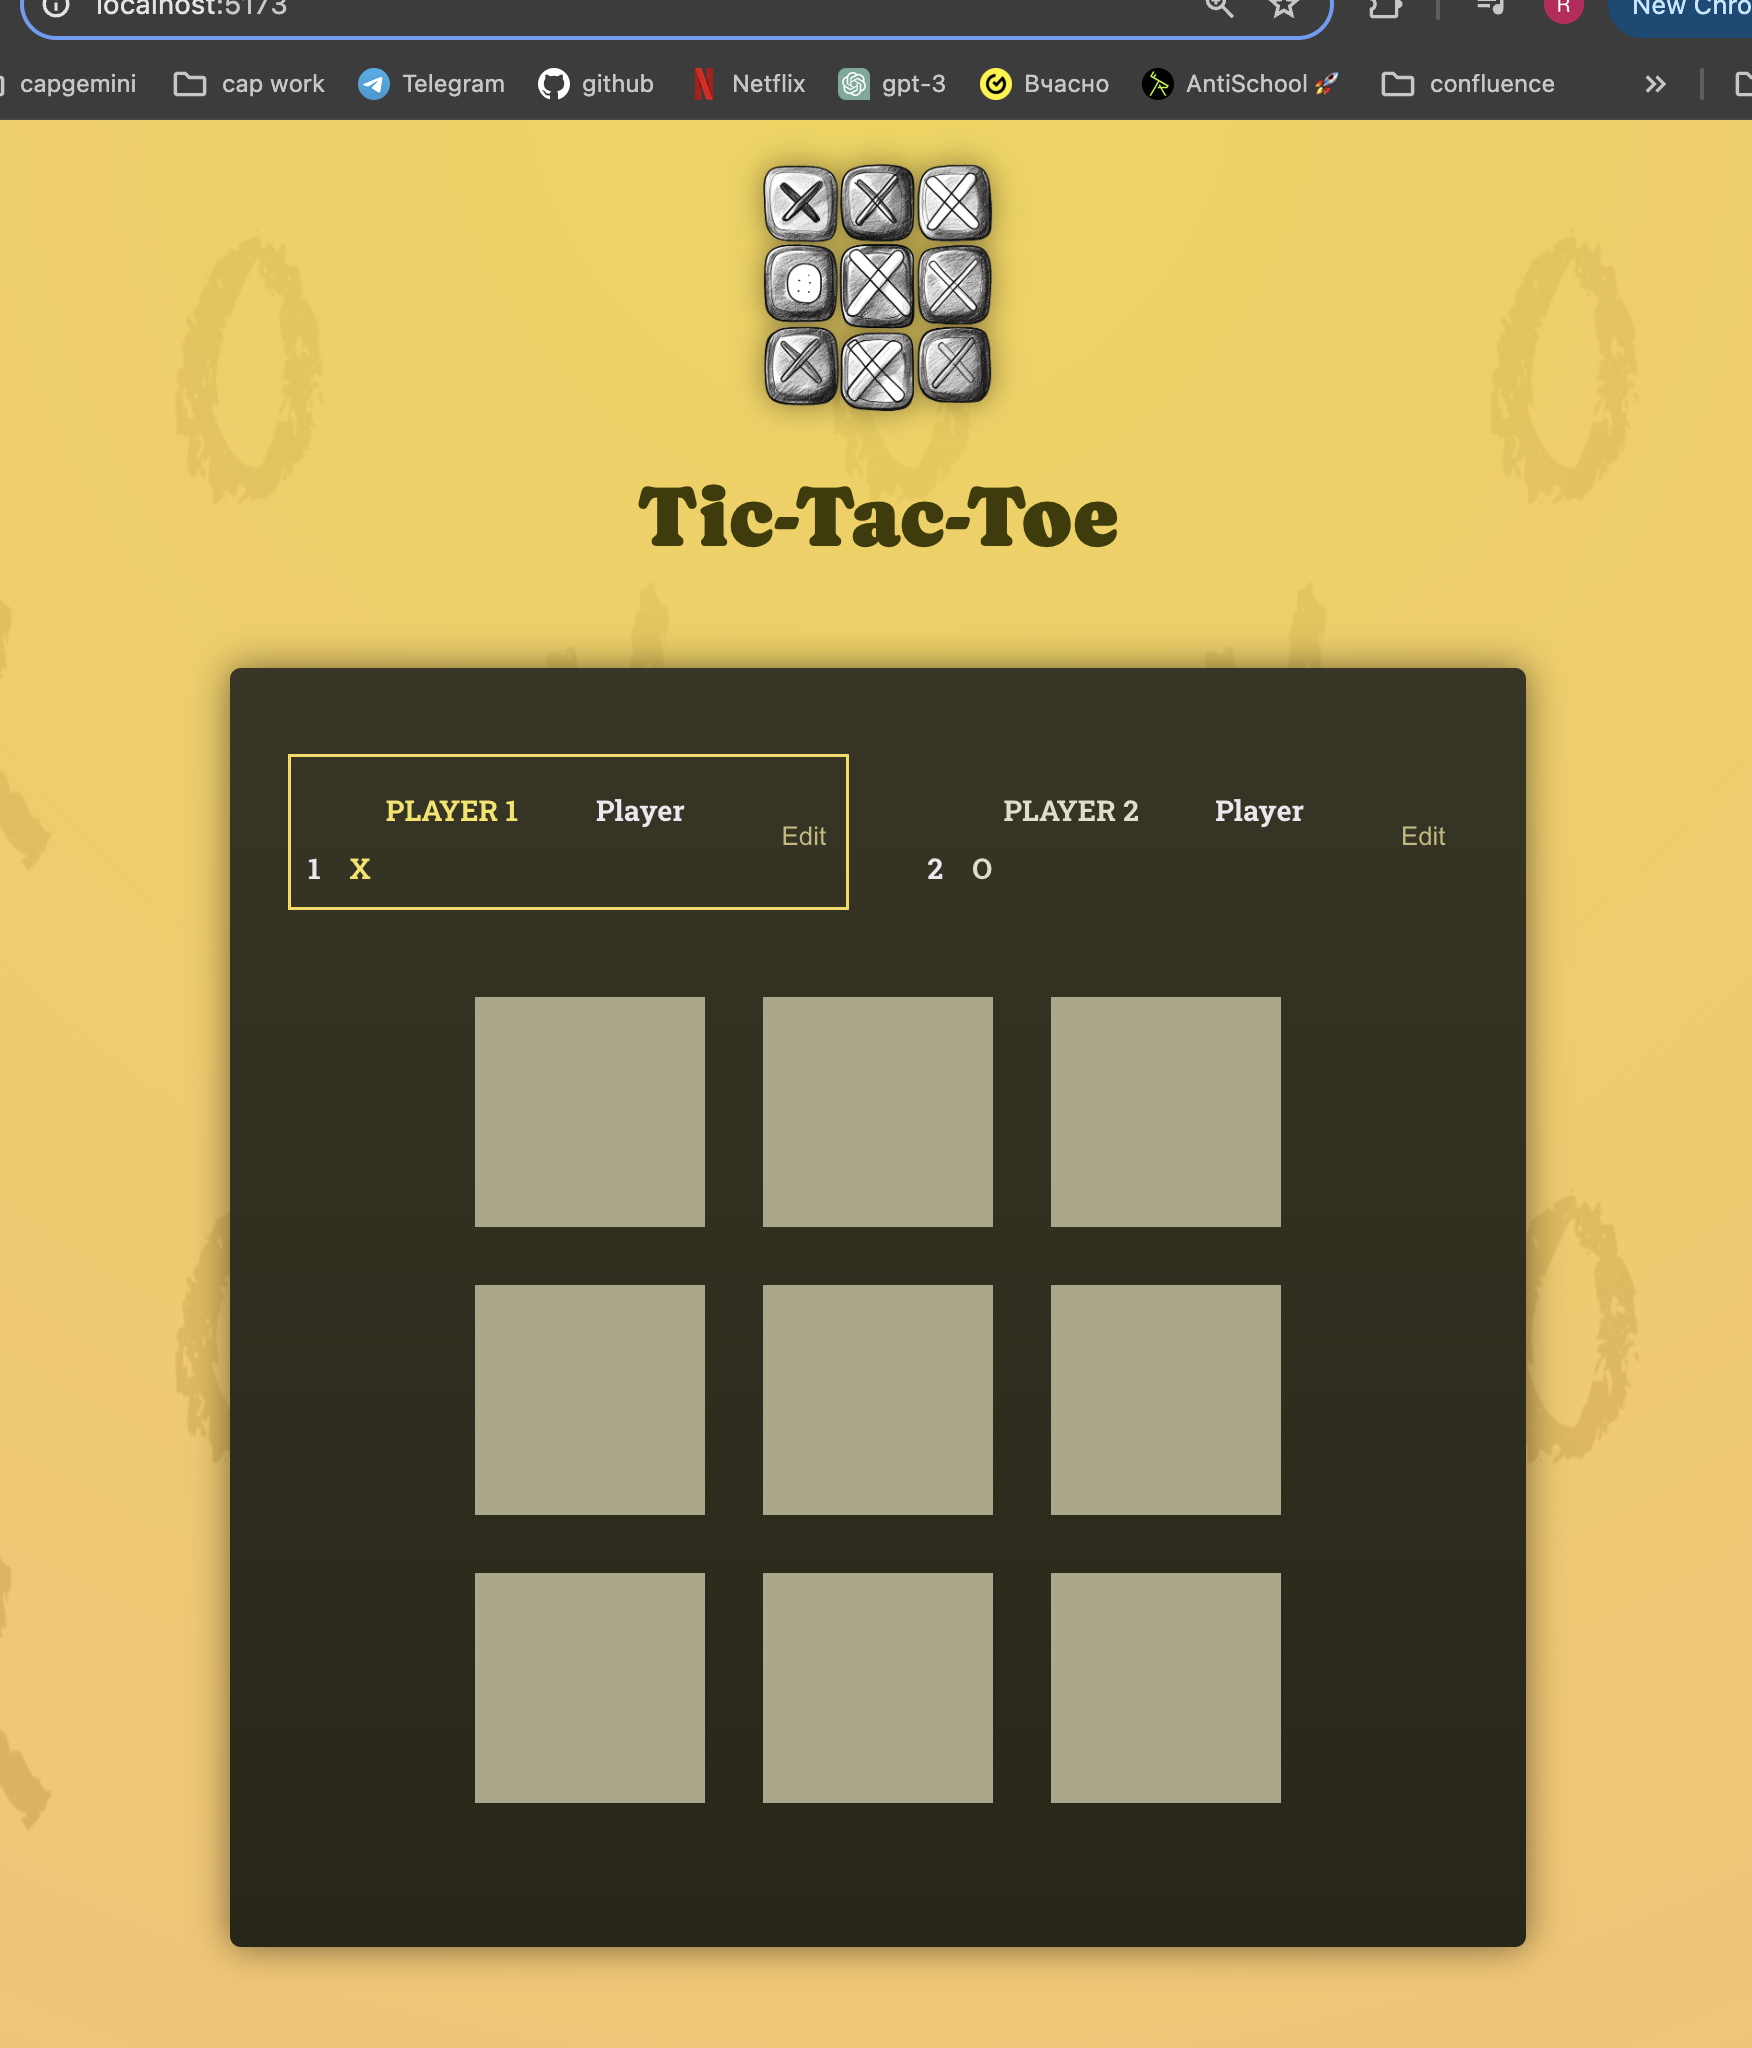 localhost:5173
New Chro
R
capgemini cap work Telegram github Netflix gpt-3 Вчасно AntiSchool 🚀 confluence
Tic-Tac-Toe
PLAYER 1 Player
Edit
1 X
PLAYER 2 Player
Edit
2 O